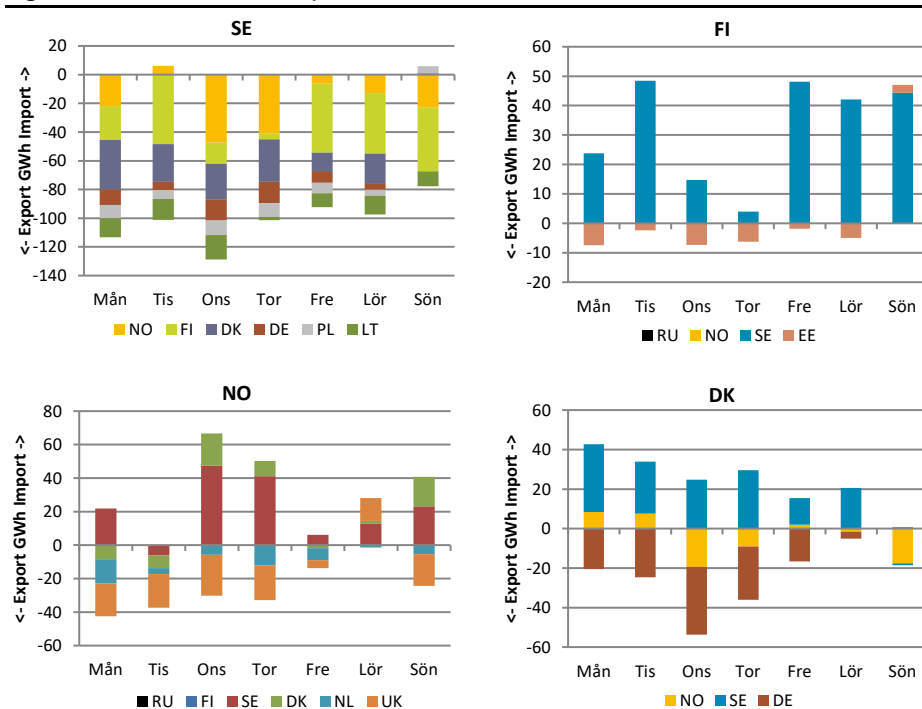 SE
<- Export GWh Import ->
20
0
-20
-40
-60
-80
-100
-120
-140
Mån Tis Ons Tor Fre Lör Sön
NO FI DK DE PL LT
FI
<- Export GWh Import ->
60
50
40
30
20
10
0
-10
-20
Mån Tis Ons Tor Fre Lör Sön
RU NO SE EE
NO
<- Export GWh Import ->
80
60
40
20
0
-20
-40
-60
Mån Tis Ons Tor Fre Lör Sön
RU FI SE DK NL UK
DK
<- Export GWh Import ->
60
40
20
0
-20
-40
-60
Mån Tis Ons Tor Fre Lör Sön
NO SE DE